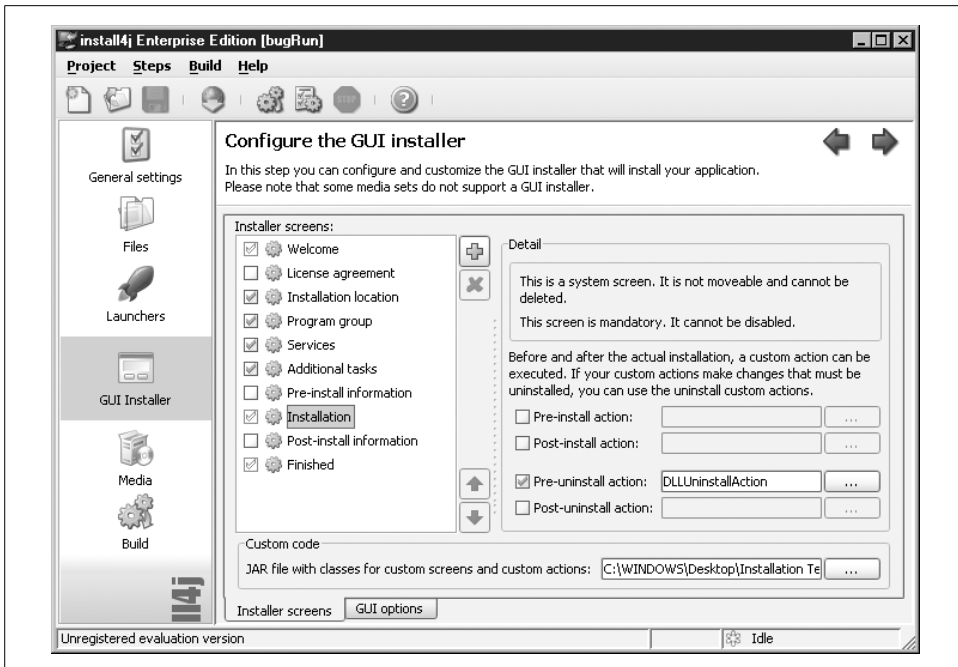 install4j Enterprise Edition [bugRun]
Project Steps Build Help
STOP
General settings
Files
Launchers
GUI Installer
Media
Build
ll4j
Configure the GUI installer
In this step you can configure and customize the GUI installer that will install your application.
Please note that some media sets do not support a GUI installer.
Installer screens:
Welcome
License agreement
Installation location
Program group
Services
Additional tasks
Pre-install information
Installation
Post-install information
Finished
Detail
This is a system screen. It is not moveable and cannot be
deleted.
This screen is mandatory. It cannot be disabled.
Before and after the actual installation, a custom action can be
executed. If your custom actions make changes that must be
uninstalled, you can use the uninstall custom actions.
Pre-install action: ...
Post-install action: ...
Pre-uninstall action: DLLUninstallAction ...
Post-uninstall action: ...
Custom code
JAR file with classes for custom screens and custom actions: C:\WINDOWS\Desktop\Installation Te ...
Installer screens GUI options
Unregistered evaluation version Idle